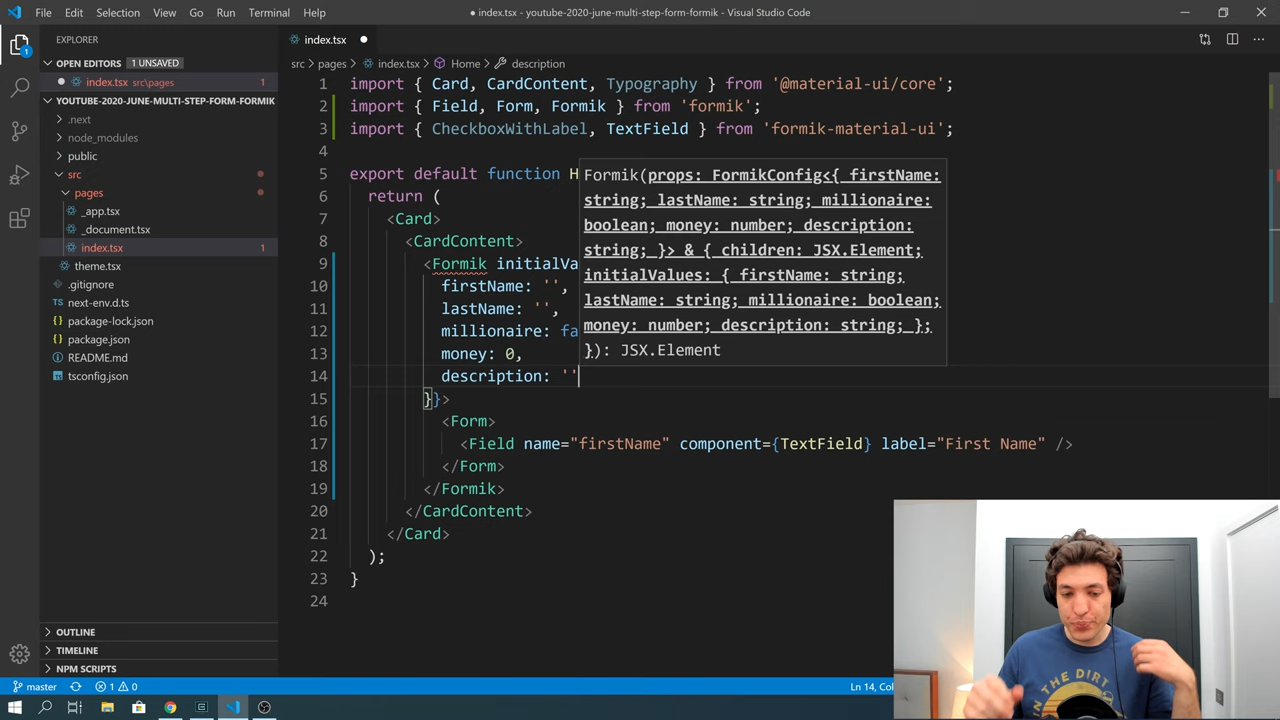 File Edit Selection View Go Run Terminal Help
● index.tsx - youtube-2020-june-multi-step-form-formik - Visual Studio Code
EXPLORER
OPEN EDITORS 1 UNSAVED
index.tsx src\pages 1
YOUTUBE-2020-JUNE-MULTI-STEP-FORM-FORMIK
.next
node_modules
public
src
pages
_app.tsx
_document.tsx
index.tsx 1
theme.tsx
.gitignore
next-env.d.ts
package-lock.json
package.json
README.md
tsconfig.json
OUTLINE
TIMELINE
NPM SCRIPTS
index.tsx
src > pages > index.tsx > Home > description
1 import { Card, CardContent, Typography } from '@material-ui/core';
2 import { Field, Form, Formik } from 'formik';
3 import { CheckboxWithLabel, TextField } from 'formik-material-ui';
4
5 export default function H
6 return (
7 <Card>
8 <CardContent>
9 <Formik initialVa
10 firstName: '',
11 lastName: '',
12 millionaire: fa
13 money: 0,
14 description: ''
15 }}>
16 <Form>
17 <Field name="firstName" component={TextField} label="First Name" />
18 </Form>
19 </Formik>
20 </CardContent>
21 </Card>
22 );
23 }
24
Formik(props: FormikConfig<{ firstName:
string; lastName: string; millionaire:
boolean; money: number; description:
string; }> & { children: JSX.Element;
initialValues: { firstName: string;
lastName: string; millionaire: boolean;
money: number; description: string; };
}): JSX.Element
master 1 0
Ln 14, Col
IN THE DIRT